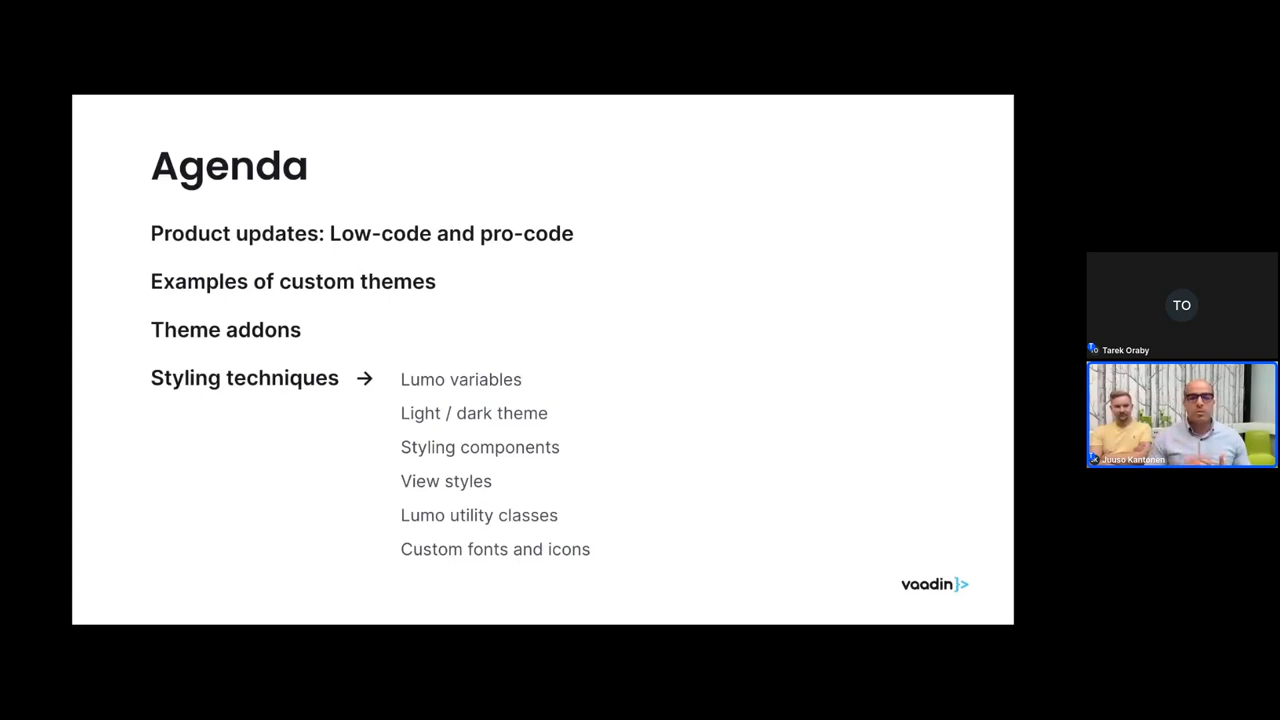 Agenda
Product updates: Low-code and pro-code
Examples of custom themes
Theme addons
Styling techniques → Lumo variables
Light / dark theme
Styling components
View styles
Lumo utility classes
Custom fonts and icons
vaadin}>
TO
Tarek Oraby
Juuso Kantonen